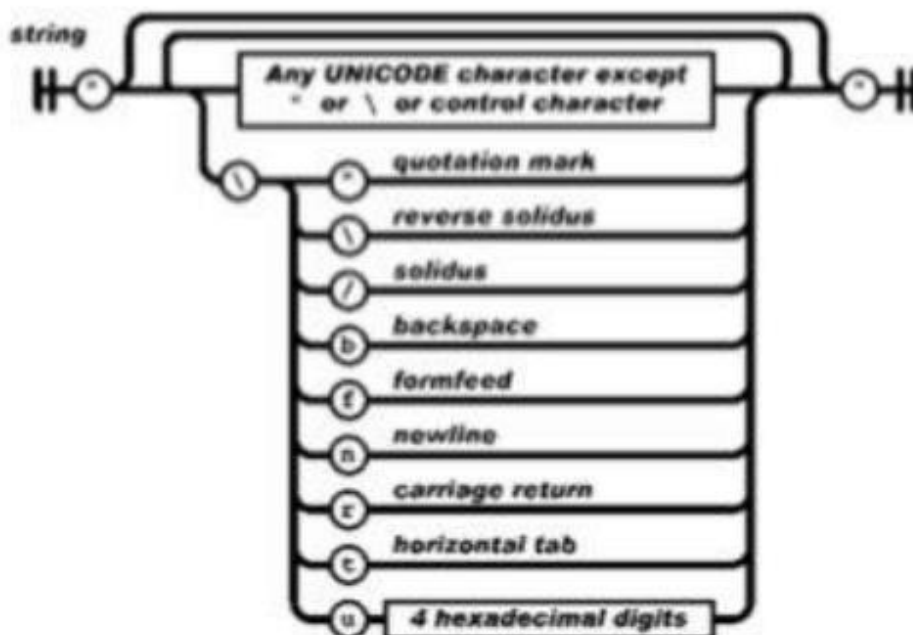 string
" Any UNICODE character except "
" or \ or control character
\ " quotation mark
\ reverse solidus
/ solidus
b backspace
f formfeed
n newline
r carriage return
t horizontal tab
u 4 hexadecimal digits